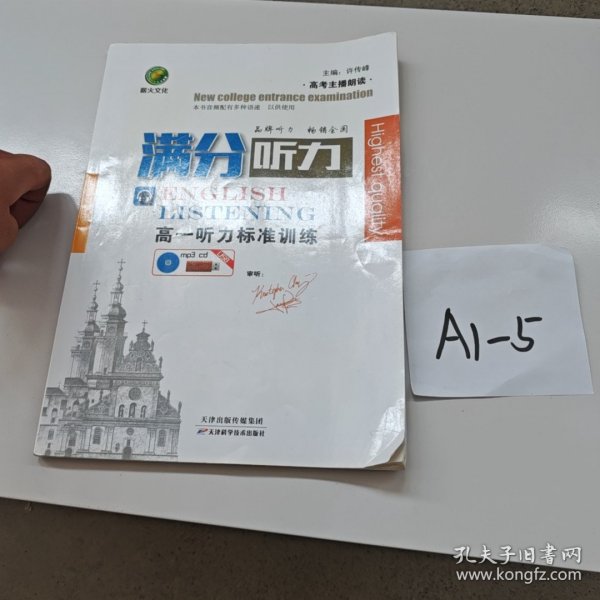 薪火文化
主编：许传峰
·高考主播朗读·
New college entrance examination
本书音频配有多种语速 以供使用
品牌听力 畅销全国
满分听力
ENGLISH
LISTENING
Highest quality
高一听力标准训练
mp3 cd
USB
审听：
天津出版传媒集团
天津科学技术出版社
A1-5
孔夫子旧书网
www.kongfz.com